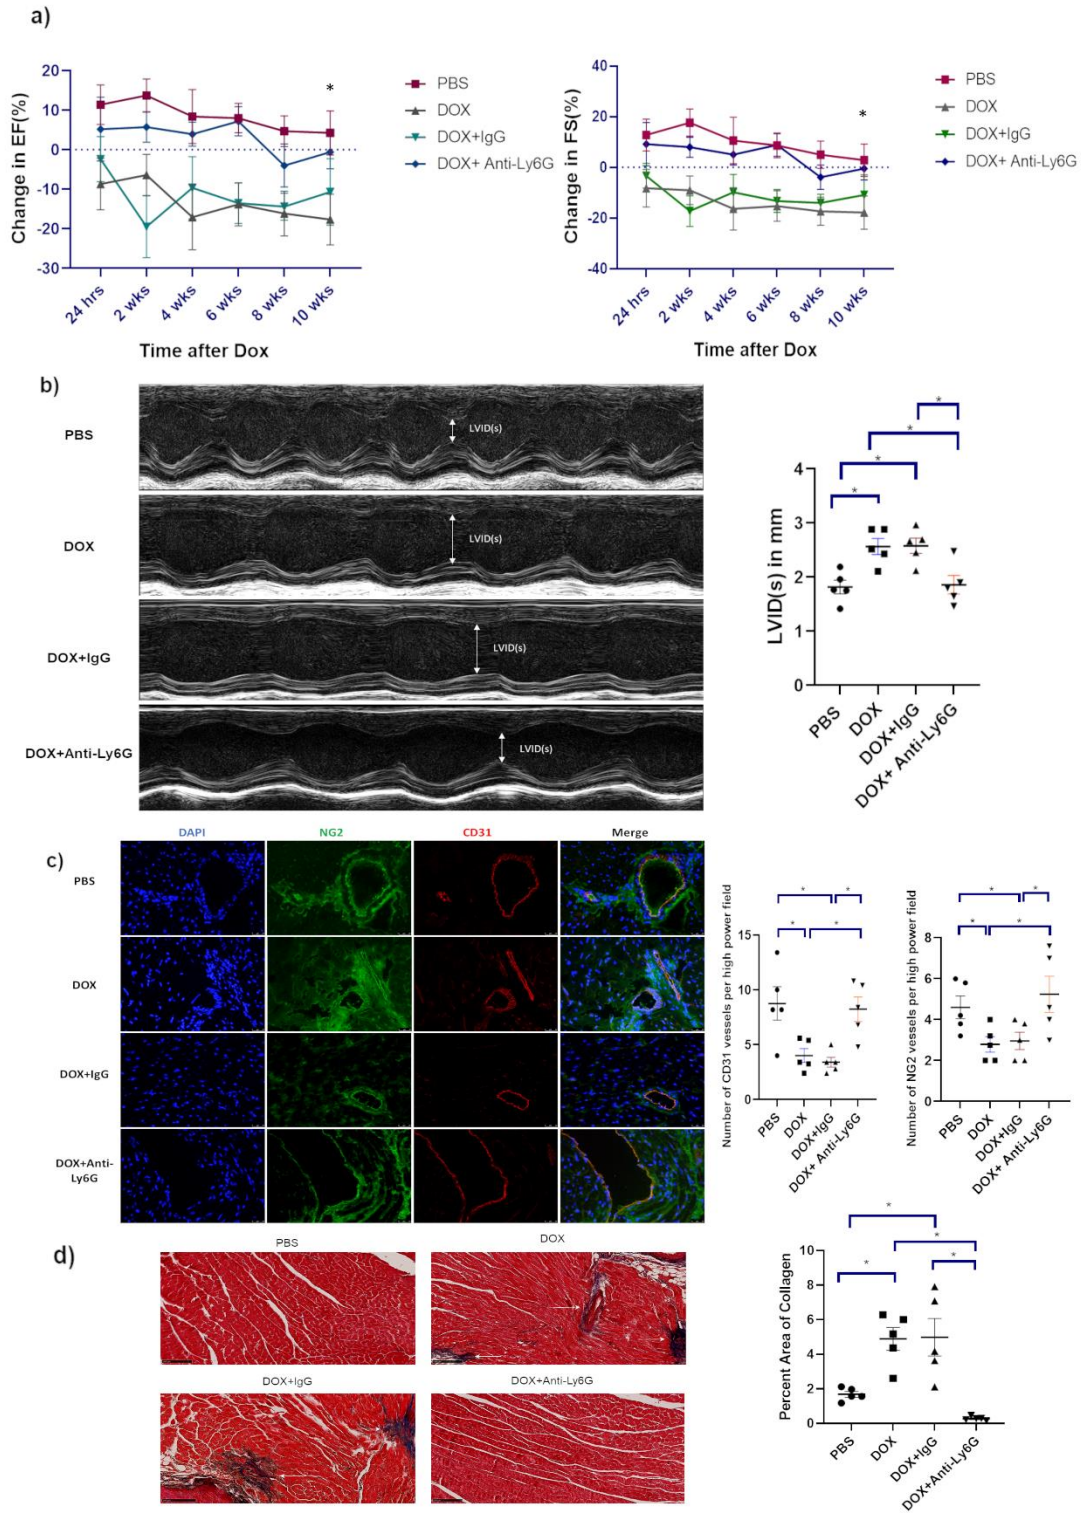 a)
Change in EF(%)
20
10
0
-10
-20
-30
24 hrs
2 wks
4 wks
6 wks
8 wks
10 wks
Time after Dox
*
PBS
DOX
DOX+IgG
DOX+ Anti-Ly6G
Change in FS(%)
40
20
0
-20
-40
24 hrs
2 wks
4 wks
6 wks
8 wks
10 wks
Time after Dox
*
PBS
DOX
DOX+IgG
DOX+ Anti-Ly6G
b)
PBS
LVID(s)
DOX
LVID(s)
DOX+IgG
LVID(s)
DOX+Anti-Ly6G
LVID(s)
*
*
*
*
LVID(s) in mm
4
3
2
1
0
PBS
DOX
DOX+IgG
DOX+ Anti-Ly6G
c)
DAPI
NG2
CD31
Merge
PBS
DOX
DOX+IgG
DOX+Anti-
Ly6G
* *
* *
Number of CD31 vessels per high power field
15
10
5
0
PBS
DOX
DOX+IgG
DOX+ Anti-Ly6G
* *
* *
Number of NG2 vessels per high power field
8
6
4
2
0
PBS
DOX
DOX+IgG
DOX+ Anti-Ly6G
d)
PBS
DOX
DOX+IgG
DOX+Anti-Ly6G
*
*
* *
Percent Area of Collagen
10
8
6
4
2
0
PBS
DOX
DOX+IgG
DOX+Anti-Ly6G